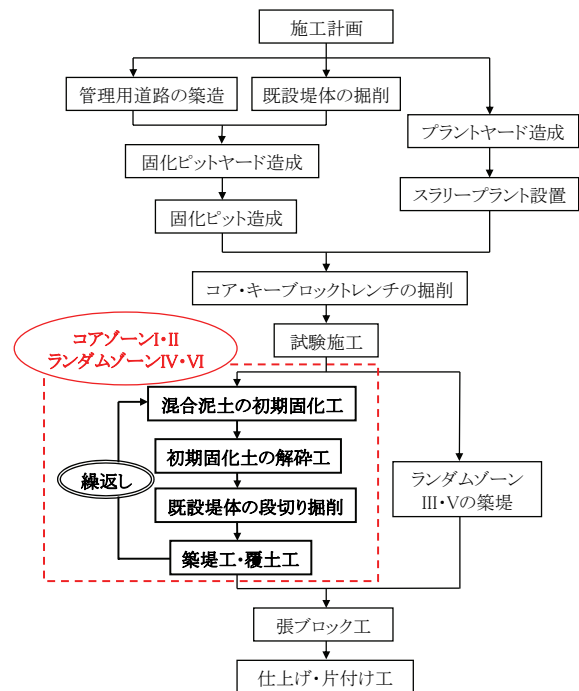 施工計画
管理用道路の築造
既設堤体の掘削
プラントヤード造成
固化ピットヤード造成
スラリープラント設置
固化ピット造成
コア・キーブロックトレンチの掘削
試験施工
コアゾーンI・II
ランダムゾーンIV・VI
混合泥土の初期固化工
初期固化土の解砕工
繰返し
既設堤体の段切り掘削
築堤工・覆土工
ランダムゾーン
III・Vの築堤
張ブロック工
仕上げ・片付け工